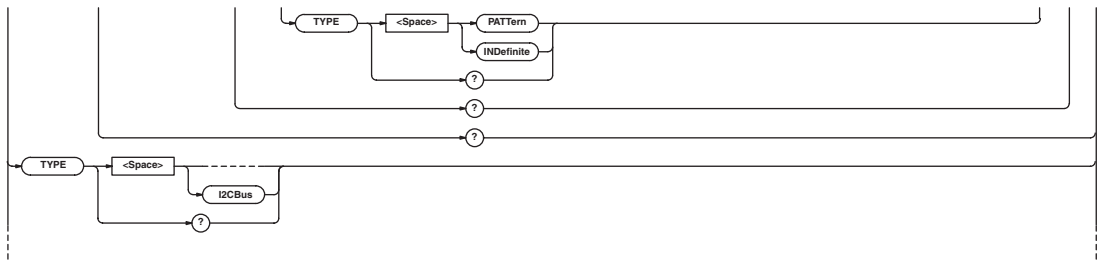 TYPE <Space> PATTern
INDefinite
?
?
?
TYPE <Space>
I2CBus
?